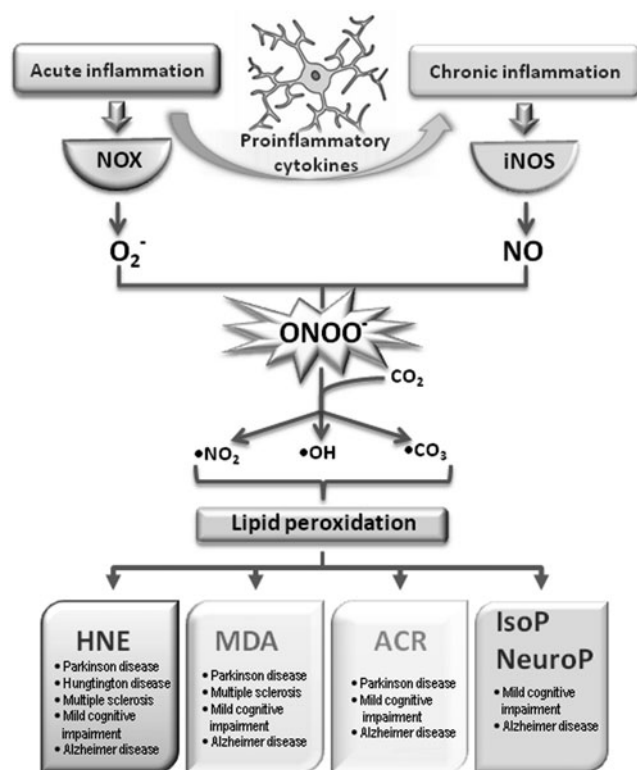 Acute inflammation
Chronic inflammation
Proinflammatory
cytokines
NOX
iNOS
O₂⁻
NO
ONOO⁻
CO₂
•NO₂
•OH
•CO₃
Lipid peroxidation
HNE
• Parkinson disease
• Hungtington disease
• Multiple sclerosis
• Mild cognitive
impairment
• Alzheimer disease
MDA
• Parkinson disease
• Multiple sclerosis
• Mild cognitive
impairment
• Alzheimer disease
ACR
• Parkinson disease
• Mild cognitive
impairment
• Alzheimer disease
IsoP
NeuroP
• Mild cognitive
impairment
• Alzheimer disease